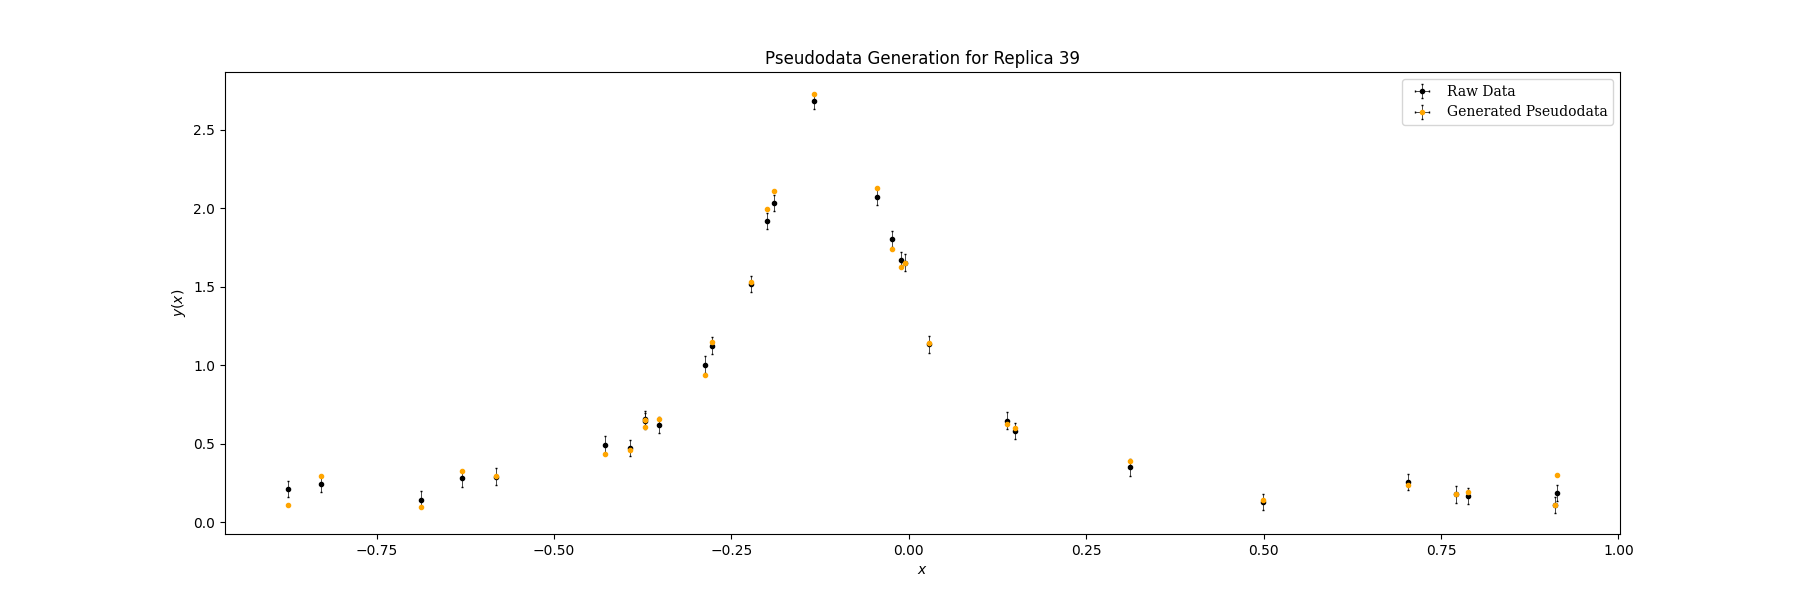 Pseudodata Generation for Replica 39
Raw Data
Generated Pseudodata
y(x)
2.5
2.0
1.5
1.0
0.5
0.0
−0.75
−0.50
−0.25
0.00
0.25
0.50
0.75
1.00
x